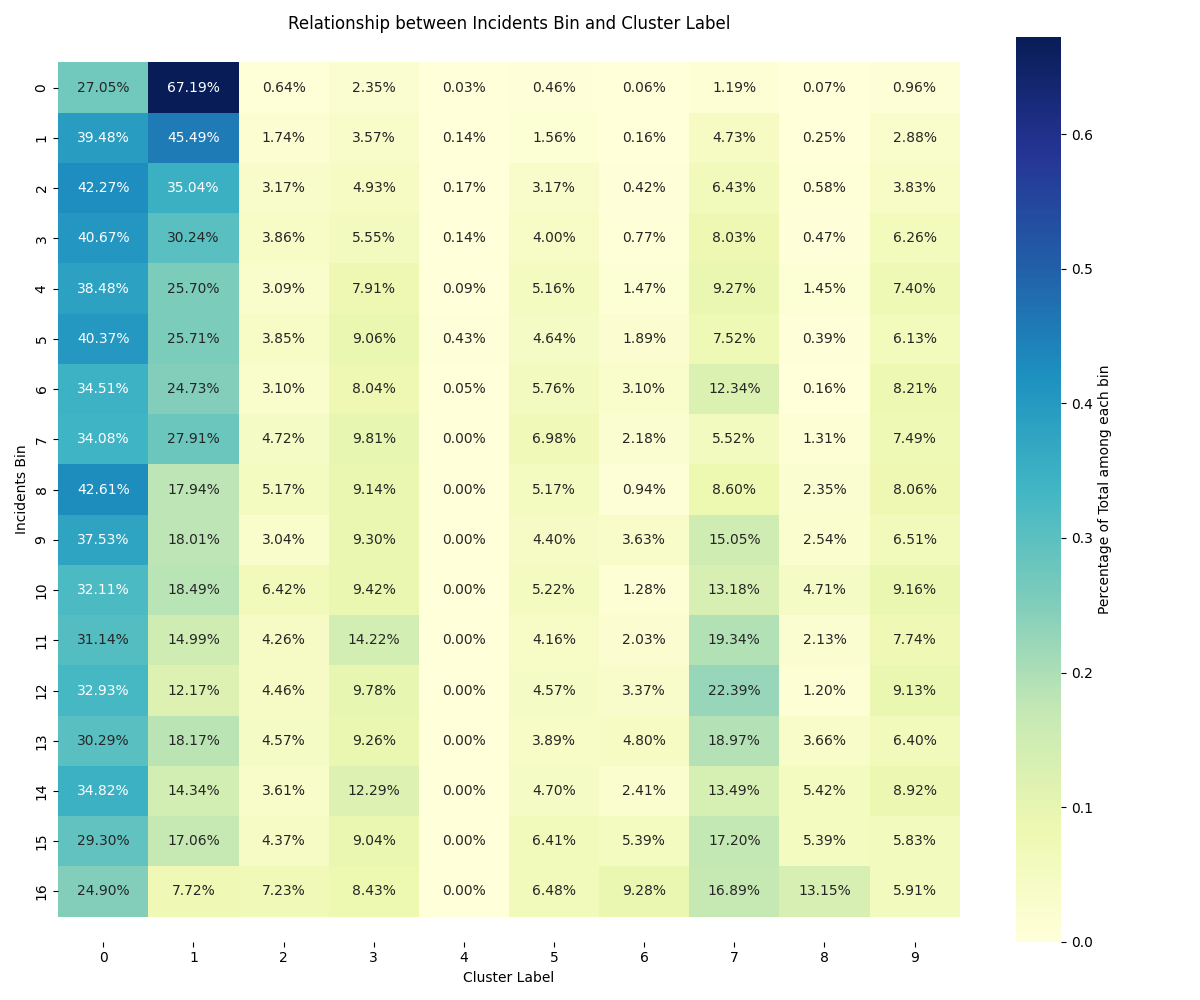 Relationship between Incidents Bin and Cluster Label
0 27.05% 67.19% 0.64% 2.35% 0.03% 0.46% 0.06% 1.19% 0.07% 0.96%
1 39.48% 45.49% 1.74% 3.57% 0.14% 1.56% 0.16% 4.73% 0.25% 2.88%
2 42.27% 35.04% 3.17% 4.93% 0.17% 3.17% 0.42% 6.43% 0.58% 3.83%
3 40.67% 30.24% 3.86% 5.55% 0.14% 4.00% 0.77% 8.03% 0.47% 6.26%
4 38.48% 25.70% 3.09% 7.91% 0.09% 5.16% 1.47% 9.27% 1.45% 7.40%
5 40.37% 25.71% 3.85% 9.06% 0.43% 4.64% 1.89% 7.52% 0.39% 6.13%
6 34.51% 24.73% 3.10% 8.04% 0.05% 5.76% 3.10% 12.34% 0.16% 8.21%
7 34.08% 27.91% 4.72% 9.81% 0.00% 6.98% 2.18% 5.52% 1.31% 7.49%
8 42.61% 17.94% 5.17% 9.14% 0.00% 5.17% 0.94% 8.60% 2.35% 8.06%
9 37.53% 18.01% 3.04% 9.30% 0.00% 4.40% 3.63% 15.05% 2.54% 6.51%
10 32.11% 18.49% 6.42% 9.42% 0.00% 5.22% 1.28% 13.18% 4.71% 9.16%
11 31.14% 14.99% 4.26% 14.22% 0.00% 4.16% 2.03% 19.34% 2.13% 7.74%
12 32.93% 12.17% 4.46% 9.78% 0.00% 4.57% 3.37% 22.39% 1.20% 9.13%
13 30.29% 18.17% 4.57% 9.26% 0.00% 3.89% 4.80% 18.97% 3.66% 6.40%
14 34.82% 14.34% 3.61% 12.29% 0.00% 4.70% 2.41% 13.49% 5.42% 8.92%
15 29.30% 17.06% 4.37% 9.04% 0.00% 6.41% 5.39% 17.20% 5.39% 5.83%
16 24.90% 7.72% 7.23% 8.43% 0.00% 6.48% 9.28% 16.89% 13.15% 5.91%
Incidents Bin
0 1 2 3 4 5 6 7 8 9
Cluster Label
0.6
0.5
0.4
0.3
0.2
0.1
0.0
Percentage of Total among each bin